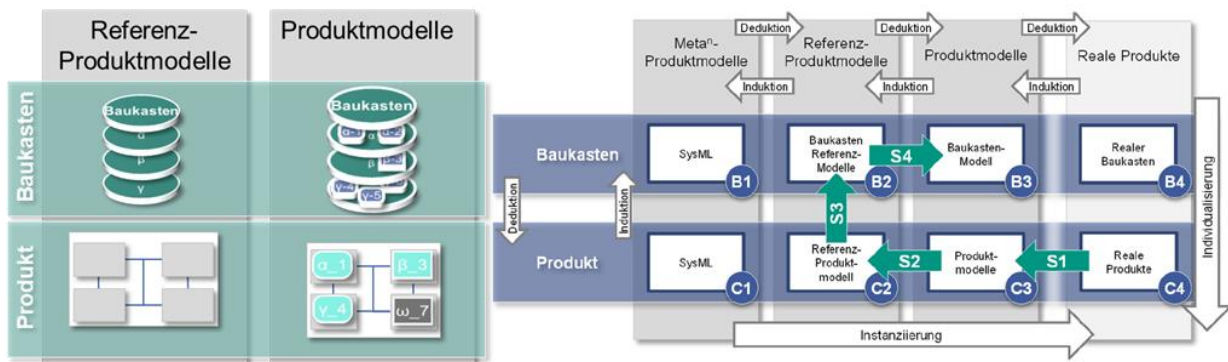 Referenz-
Produktmodelle
Produktmodelle
Baukasten
Baukasten
α
β
γ
Baukasten
α-1
α
α-2
β
β-3
γ-4
γ-5
Produkt
α_1
β_3
γ_4
ω_7
Deduktion
Deduktion
Deduktion
Metaⁿ-
Produktmodelle
Referenz-
Produktmodelle
Produktmodelle
Reale Produkte
Induktion
Induktion
Induktion
Baukasten
SysML
B1
Baukasten
Referenz-
Modelle
B2
S4
Baukasten-
Modell
B3
Realer
Baukasten
B4
Deduktion
Induktion
S3
Individualisierung
Produkt
SysML
C1
Referenz-
Produkt-
modell
C2
S2
Produkt-
modelle
C3
S1
Reale
Produkte
C4
Instanziierung